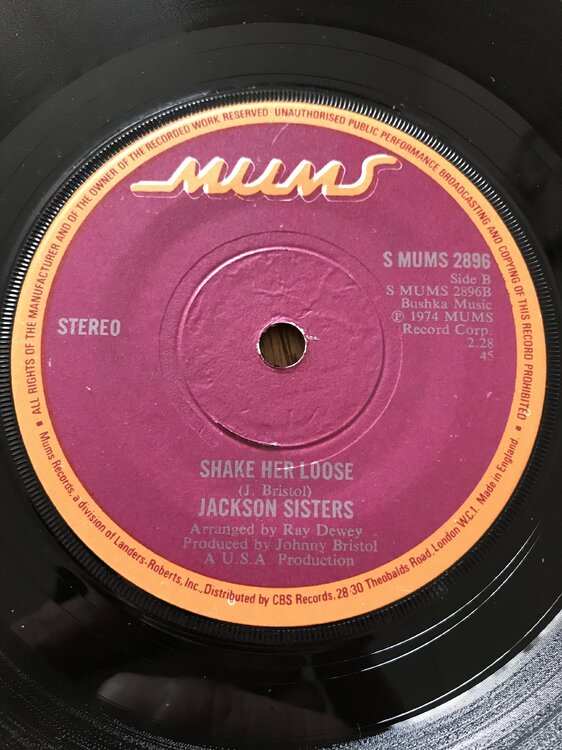 ■ ALL RIGHTS OF THE MANUFACTURER AND OF THE OWNER OF THE RECORDED WORK RESERVED UNAUTHORISED PUBLIC PERFORMANCE BROADCASTING AND COPYING OF THIS RECORD PROHIBITED ■
MUMS
S MUMS 2896
Side B
S MUMS 2896B
Bushka Music
℗ 1974 MUMS
Record Corp.
2.28
45
STEREO
SHAKE HER LOOSE
(J. Bristol)
JACKSON SISTERS
Arranged by Ray Dewey
Produced by Johnny Bristol
A U.S.A Production
Mums Records, a division of Landers-Roberts, Inc., Distributed by CBS Records, 28-30 Theobalds Road, London WC1. Made in England.